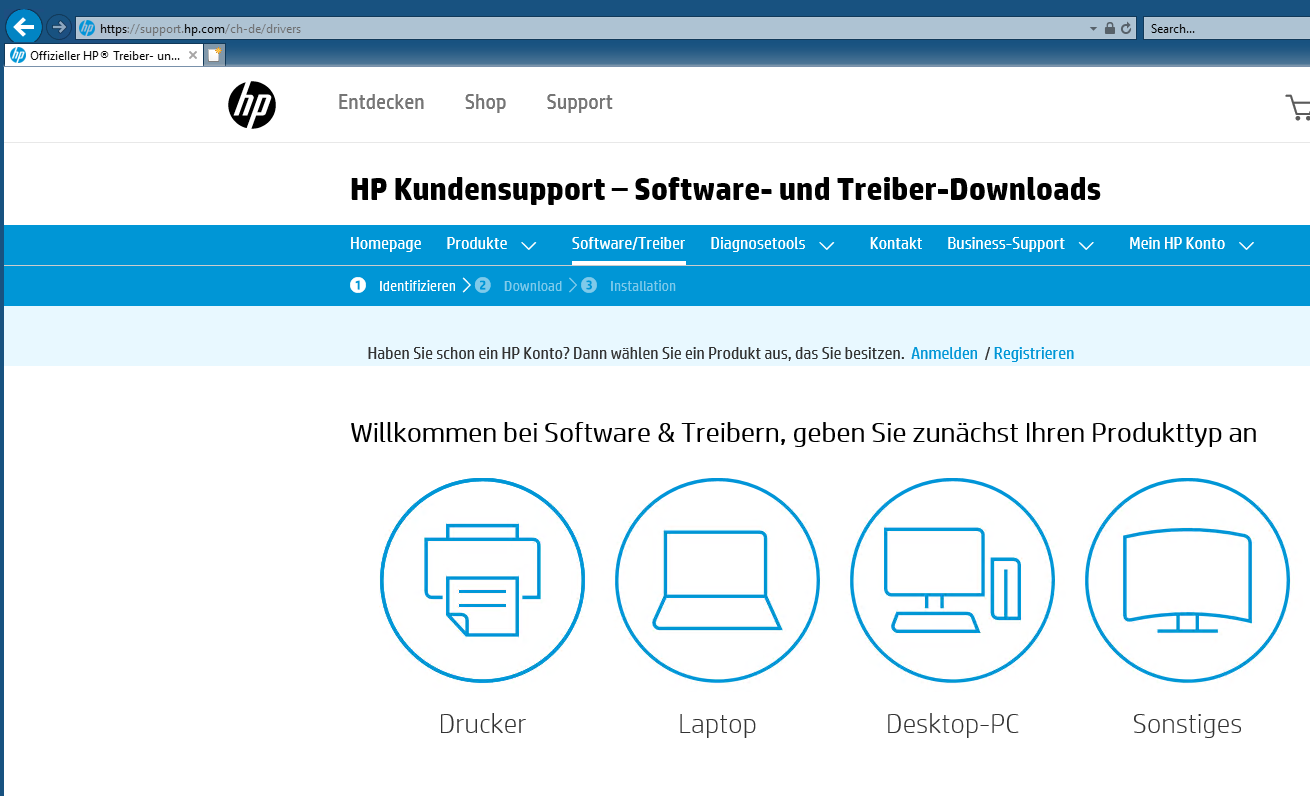 https://support.hp.com/ch-de/drivers
Search...
Offizieller HP® Treiber- un...
hp
Entdecken Shop Support
HP Kundensupport – Software- und Treiber-Downloads
Homepage Produkte Software/Treiber Diagnosetools Kontakt Business-Support Mein HP Konto
1 Identifizieren 2 Download 3 Installation
Haben Sie schon ein HP Konto? Dann wählen Sie ein Produkt aus, das Sie besitzen. Anmelden / Registrieren
Willkommen bei Software & Treibern, geben Sie zunächst Ihren Produkttyp an
Drucker Laptop Desktop-PC Sonstiges